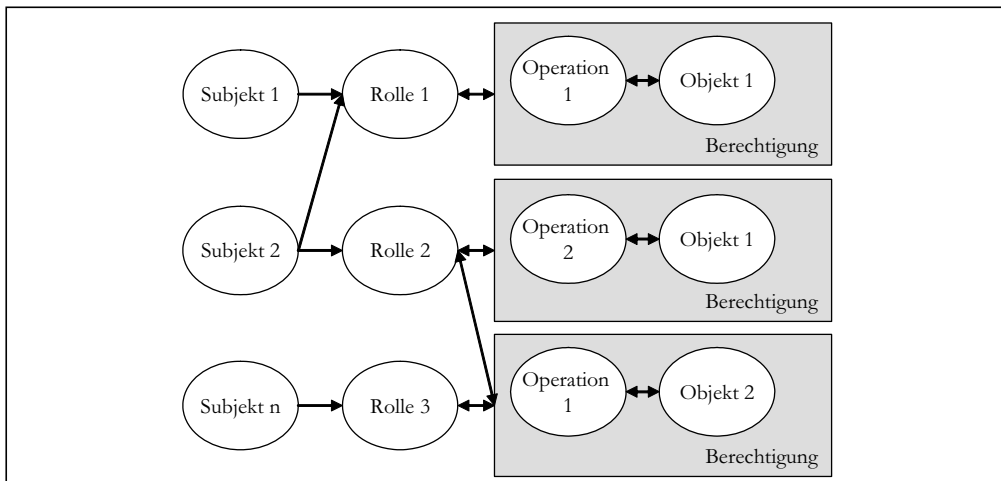 Subjekt 1
Rolle 1
Operation
1
Objekt 1
Berechtigung
Subjekt 2
Rolle 2
Operation
2
Objekt 1
Berechtigung
Subjekt n
Rolle 3
Operation
1
Objekt 2
Berechtigung